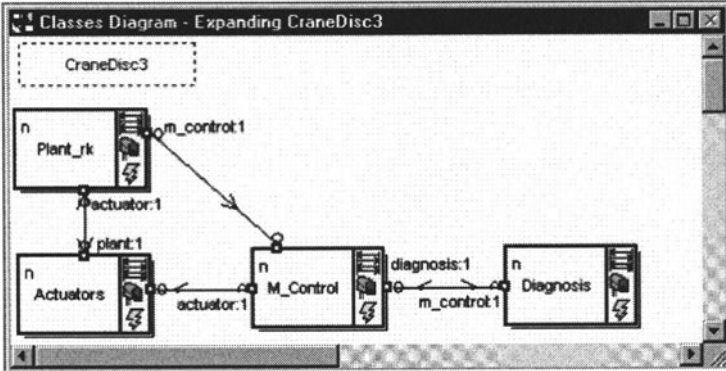 Classes Diagram - Expanding CraneDisc3
CraneDisc3
n
Plant_rk
m_control:1
actuator:1
plant:1
n
Actuators
actuator:1
n
M_Control
diagnosis:1
m_control:1
n
Diagnosis